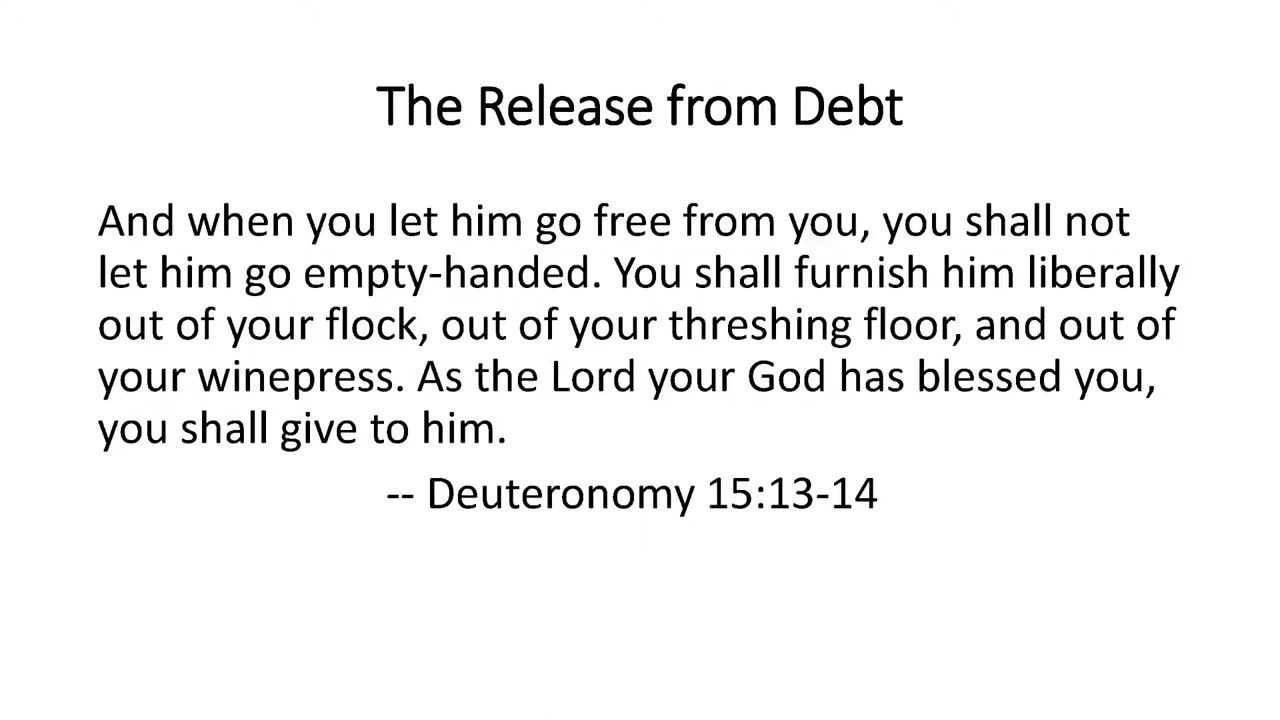 The Release from Debt
And when you let him go free from you, you shall not
let him go empty-handed. You shall furnish him liberally
out of your flock, out of your threshing floor, and out of
your winepress. As the Lord your God has blessed you,
you shall give to him.
-- Deuteronomy 15:13-14